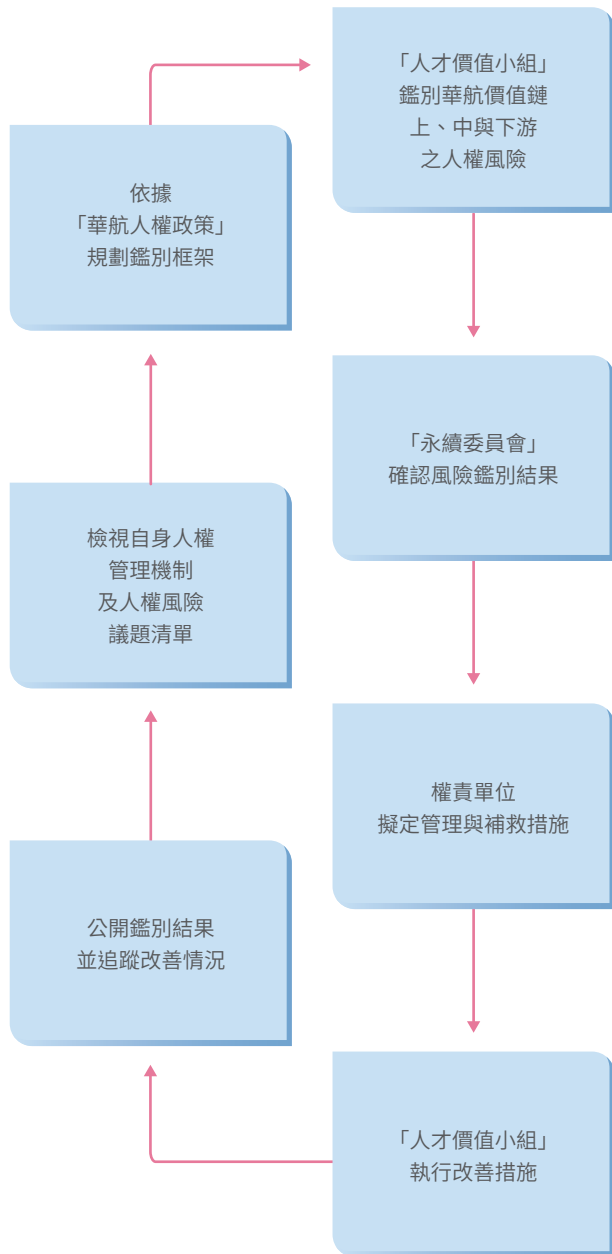 「人才價值小組」
鑑別華航價值鏈
上、中與下游
之人權風險
依據
「華航人權政策」
規劃鑑別框架
「永續委員會」
確認風險鑑別結果
檢視自身人權
管理機制
及人權風險
議題清單
權責單位
擬定管理與補救措施
公開鑑別結果
並追蹤改善情況
「人才價值小組」
執行改善措施